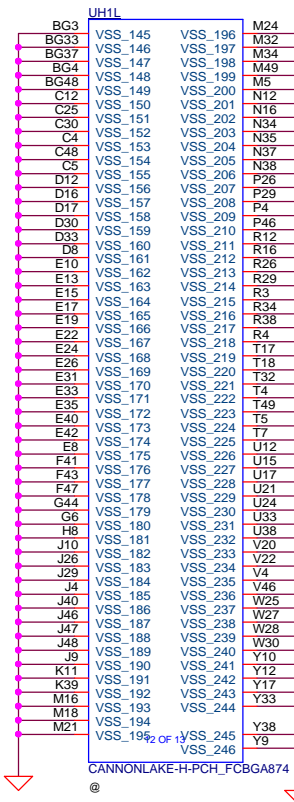 UH1L
BG3 VSS_145 VSS_196 M24
BG33 VSS_146 VSS_197 M32
BG37 VSS_147 VSS_198 M34
BG4 VSS_148 VSS_199 M49
BG48 VSS_149 VSS_200 M5
C12 VSS_150 VSS_201 N12
C25 VSS_151 VSS_202 N16
C30 VSS_152 VSS_203 N34
C4 VSS_153 VSS_204 N35
C48 VSS_154 VSS_205 N37
C5 VSS_155 VSS_206 N38
D12 VSS_156 VSS_207 P26
D16 VSS_157 VSS_208 P29
D17 VSS_158 VSS_209 P4
D30 VSS_159 VSS_210 P46
D33 VSS_160 VSS_211 R12
D8 VSS_161 VSS_212 R16
E10 VSS_162 VSS_213 R26
E13 VSS_163 VSS_214 R29
E15 VSS_164 VSS_215 R3
E17 VSS_165 VSS_216 R34
E19 VSS_166 VSS_217 R38
E22 VSS_167 VSS_218 R4
E24 VSS_168 VSS_219 T17
E26 VSS_169 VSS_220 T18
E31 VSS_170 VSS_221 T32
E33 VSS_171 VSS_222 T4
E35 VSS_172 VSS_223 T49
E40 VSS_173 VSS_224 T5
E42 VSS_174 VSS_225 T7
E8 VSS_175 VSS_226 U12
F41 VSS_176 VSS_227 U15
F43 VSS_177 VSS_228 U17
F47 VSS_178 VSS_229 U21
G44 VSS_179 VSS_230 U24
G6 VSS_180 VSS_231 U33
H8 VSS_181 VSS_232 U38
J10 VSS_182 VSS_233 V20
J26 VSS_183 VSS_234 V22
J29 VSS_184 VSS_235 V4
J4 VSS_185 VSS_236 V46
J40 VSS_186 VSS_237 W25
J46 VSS_187 VSS_238 W27
J47 VSS_188 VSS_239 W28
J48 VSS_189 VSS_240 W30
J9 VSS_190 VSS_241 Y10
K11 VSS_191 VSS_242 Y12
K39 VSS_192 VSS_243 Y17
M16 VSS_193 VSS_244 Y33
M18 VSS_194
M21 VSS_195 12 OF 13 VSS_245 Y38
VSS_246 Y9
CANNONLAKE-H-PCH_FCBGA874
@